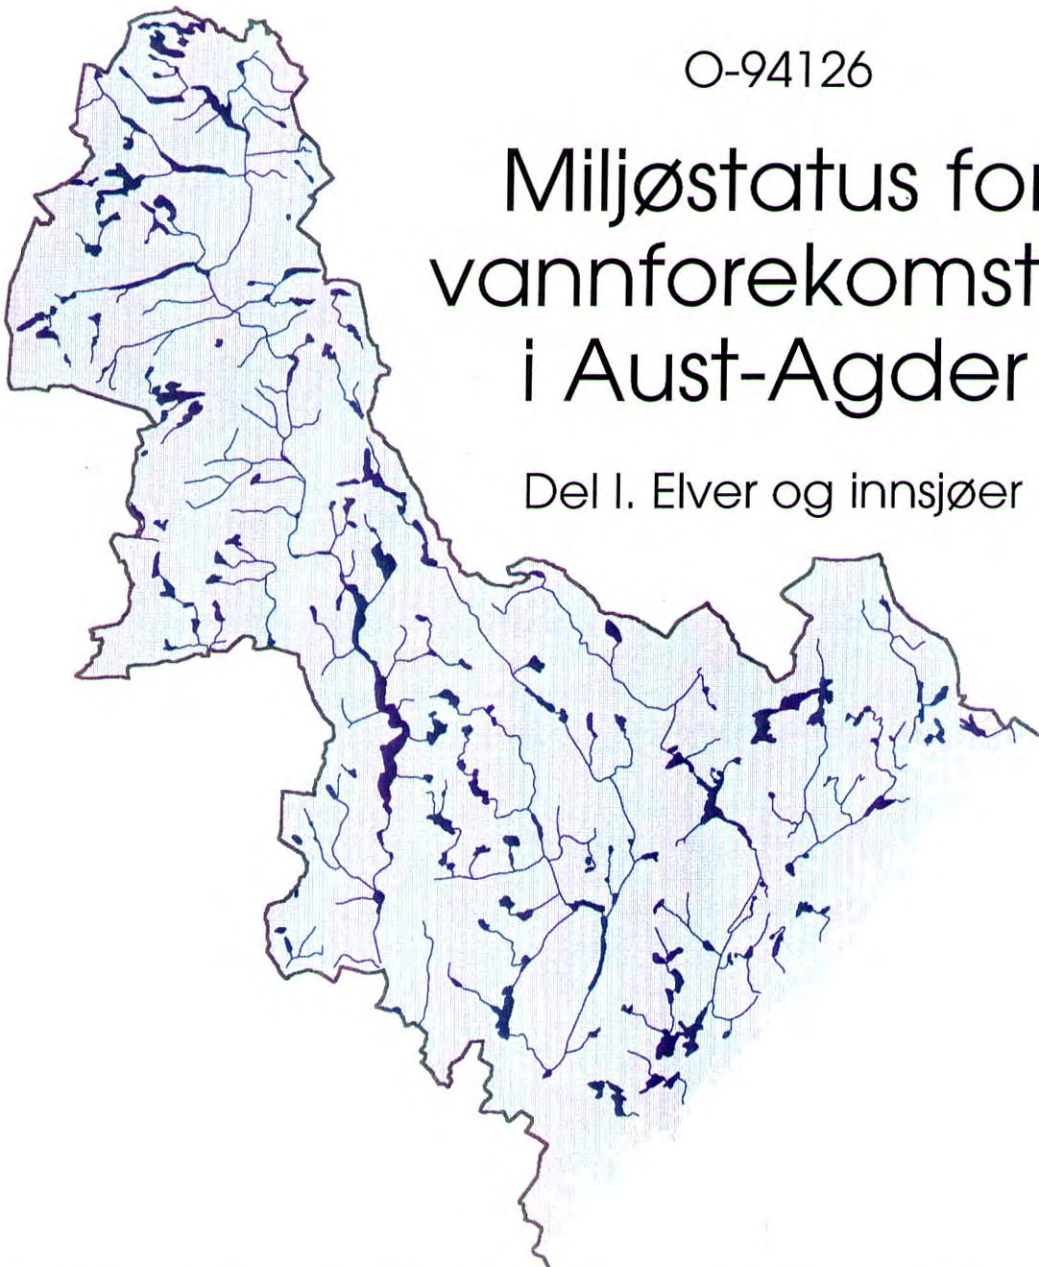 O-94126
Miljøstatus for
vannforekomst
i Aust-Agder
Del I. Elver og innsjøer